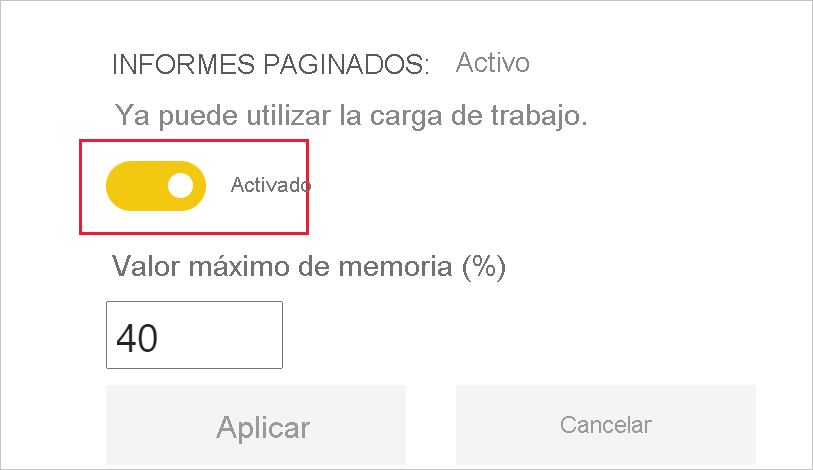 INFORMES PAGINADOS: Activo
Ya puede utilizar la carga de trabajo.
Activado
Valor máximo de memoria (%)
40
Aplicar Cancelar